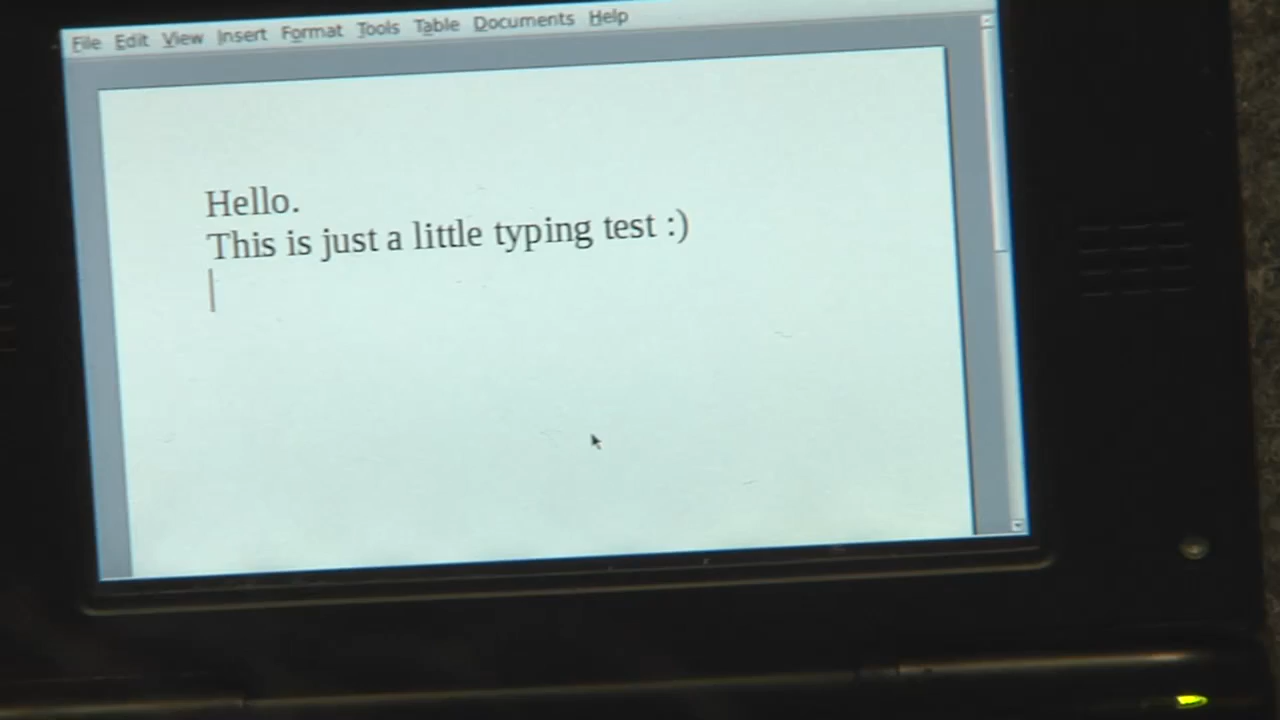 File Edit View Insert Format Tools Table Documents Help
Hello.
This is just a little typing test :)